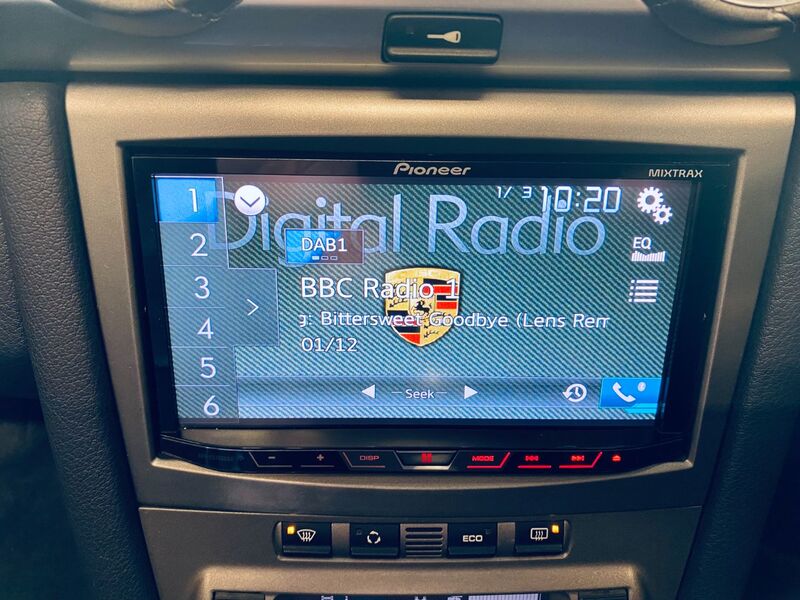 Pioneer
MIXTRAX
1
1/3 10:20
Digital Radio
2
DAB1
EQ
3
BBC Radio 1
g: Bittersweet Goodbye (Lens Rem
4
01/12
5
6
Seek
DISP
MODE
ECO